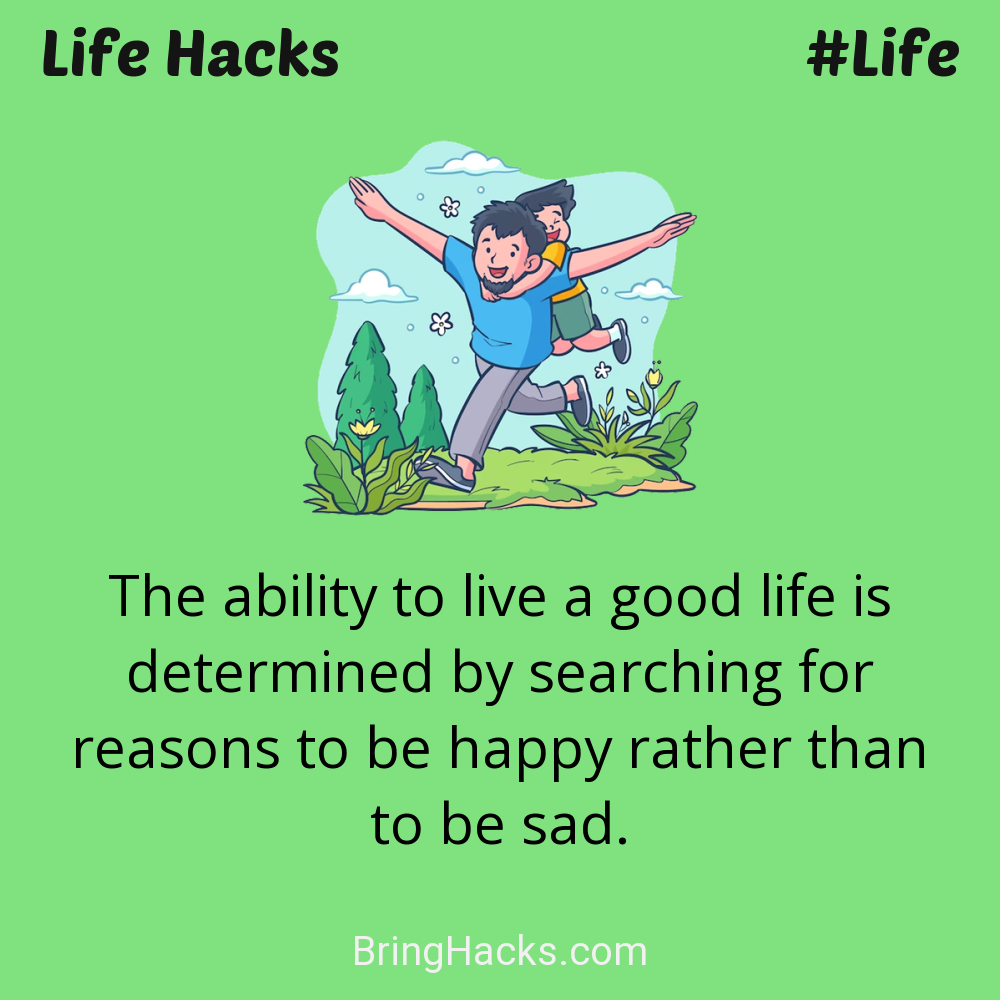 Life Hacks
#Life
The ability to live a good life is
determined by searching for
reasons to be happy rather than
to be sad.
BringHacks.com